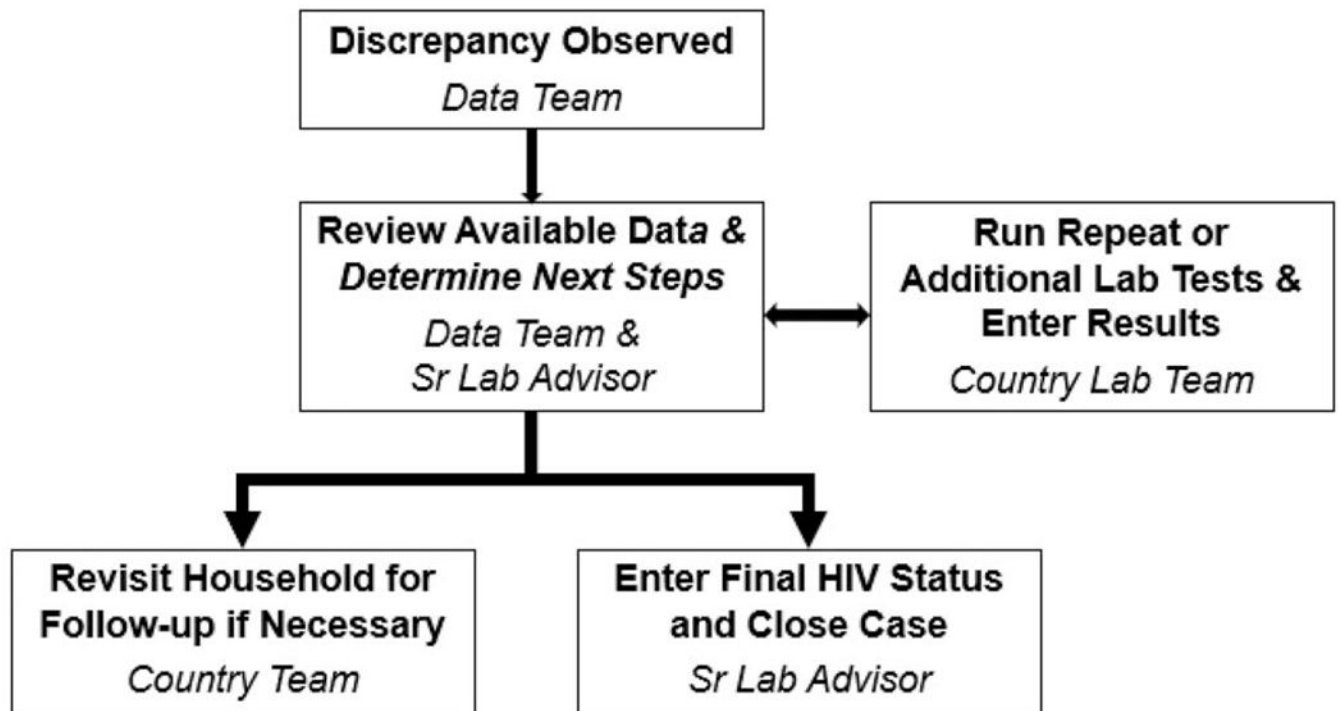 Discrepancy Observed
Data Team
Review Available Data &
Determine Next Steps
Data Team &
Sr Lab Advisor
Run Repeat or
Additional Lab Tests &
Enter Results
Country Lab Team
Revisit Household for
Follow-up if Necessary
Country Team
Enter Final HIV Status
and Close Case
Sr Lab Advisor